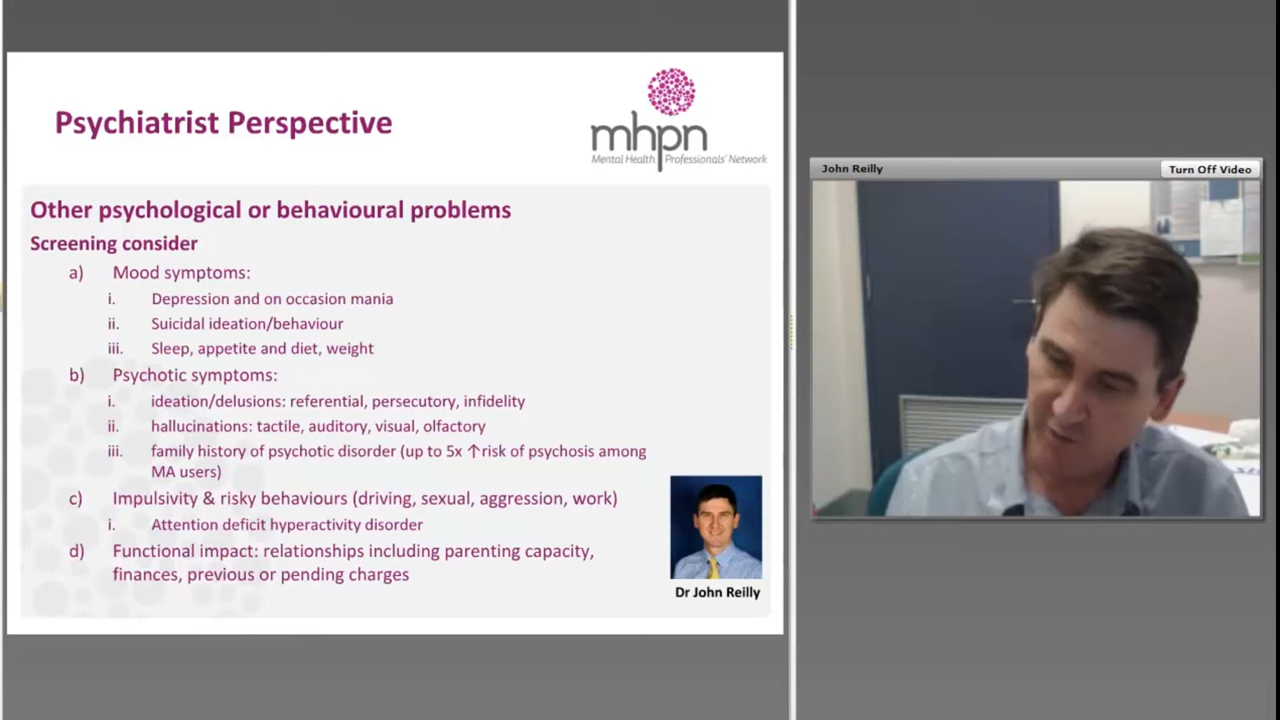 Psychiatrist Perspective
mhpn
Mental Health Professionals' Network
Other psychological or behavioural problems
Screening consider
a) Mood symptoms:
i. Depression and on occasion mania
ii. Suicidal ideation/behaviour
iii. Sleep, appetite and diet, weight
b) Psychotic symptoms:
i. ideation/delusions: referential, persecutory, infidelity
ii. hallucinations: tactile, auditory, visual, olfactory
iii. family history of psychotic disorder (up to 5x ↑risk of psychosis among
MA users)
c) Impulsivity & risky behaviours (driving, sexual, aggression, work)
i. Attention deficit hyperactivity disorder
d) Functional impact: relationships including parenting capacity,
finances, previous or pending charges
Dr John Reilly
John Reilly
Turn Off Video